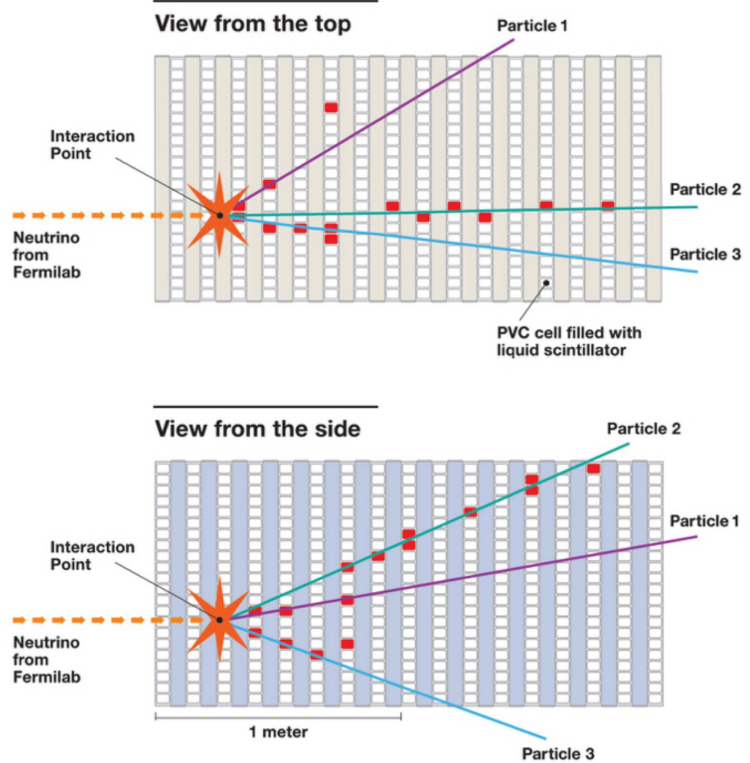 View from the top
Particle 1
Interaction
Point
Particle 2
Neutrino
from
Fermilab
Particle 3
PVC cell filled with
liquid scintillator
View from the side
Particle 2
Particle 1
Interaction
Point
Neutrino
from
Fermilab
1 meter
Particle 3